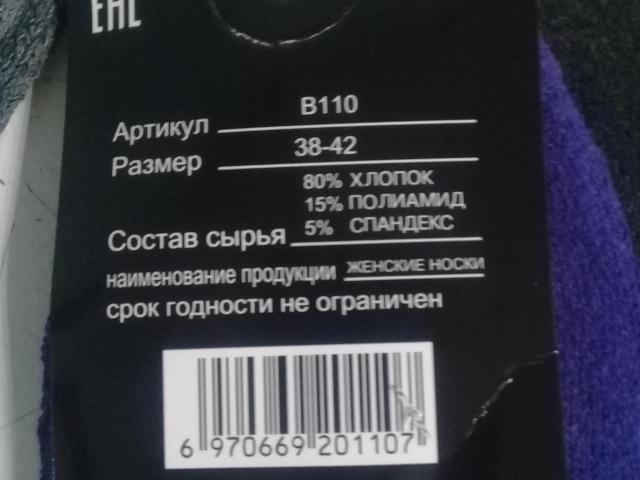 EAC
Артикул B110
Размер 38-42
80% ХЛОПОК
15% ПОЛИАМИД
Состав сырья 5% СПАНДЕКС
наименование продукции ЖЕНСКИЕ НОСКИ
срок годности не ограничен
6 970669 201107